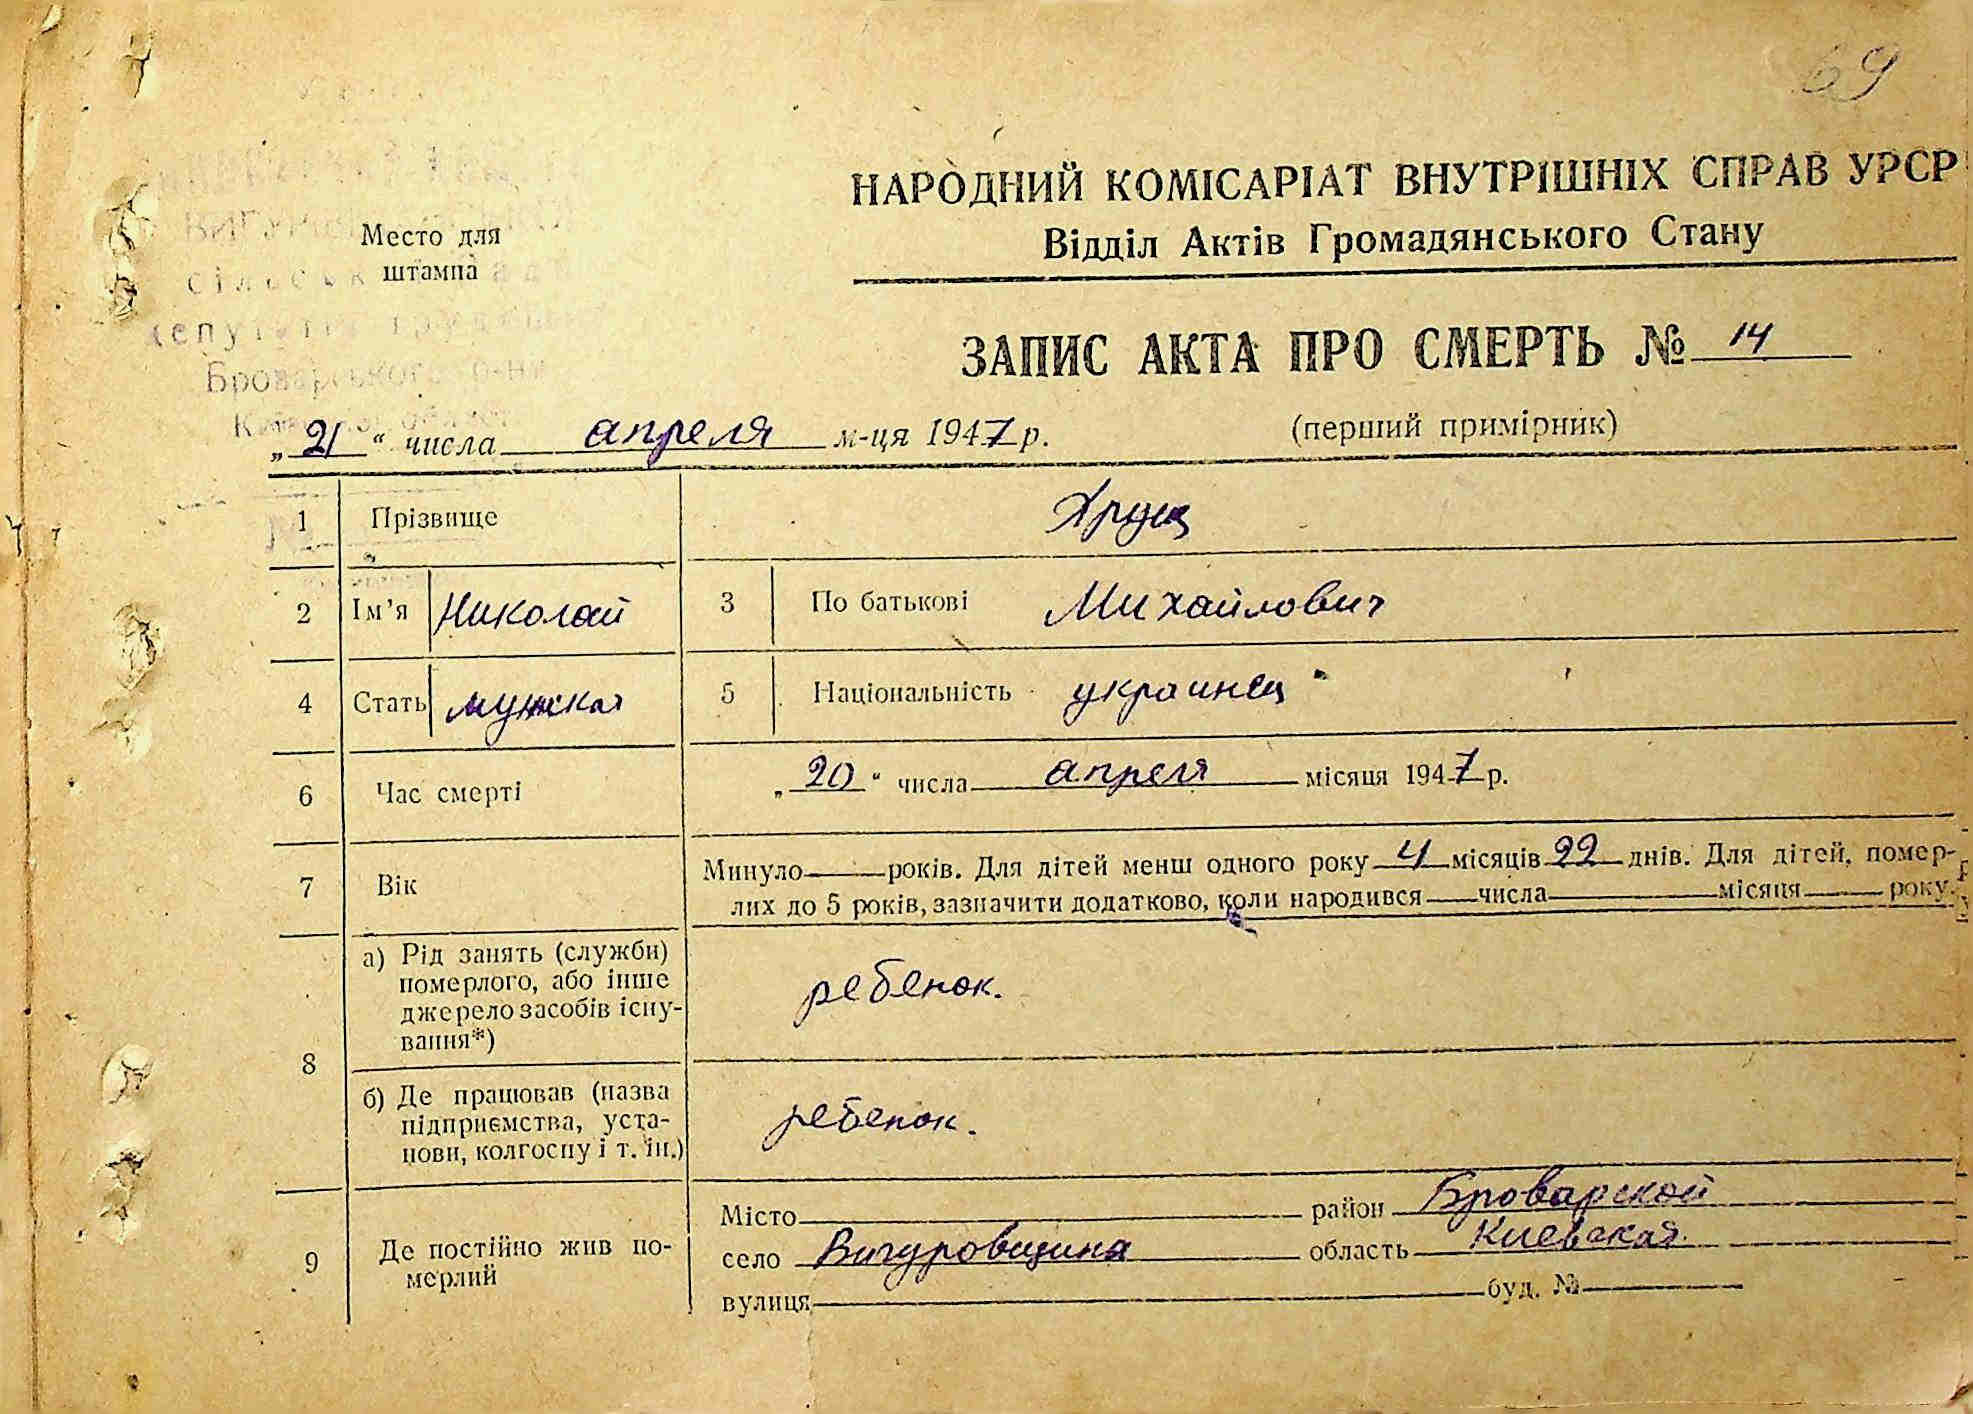 69
НАРОДНИЙ КОМІСАРІАТ ВНУТРІШНІХ СПРАВ УРСР
Відділ Актів Громадянського Стану
Место для
штампа
Броварського р-ну
ЗАПИС АКТА ПРО СМЕРТЬ № 14
„21“ числа апреля м-ця 1947 р.
(перший примірник)
1 Прізвище Хрущ
2 Ім’я Николай 3 По батькові Михайлович
4 Стать мужская 5 Національність украинец
6 Час смерті „20“ числа апреля місяця 1947 р.
7 Вік Минуло років. Для дітей менш одного року 4 місяців 22 днів. Для дітей, помер-
лих до 5 років, зазначити додатково, коли народився числа місяця року.
8 а) Рід занять (служби)
померлого, або інше
джерело засобів існу-
вання*)
ребенок.
б) Де працював (назва
підприємства, уста-
нови, колгоспу і т. ін.)
ребенок.
9 Де постійно жив по-
мерлий
Місто район Броварской
село Вигуровщина область Киевская.
вулиця буд. №